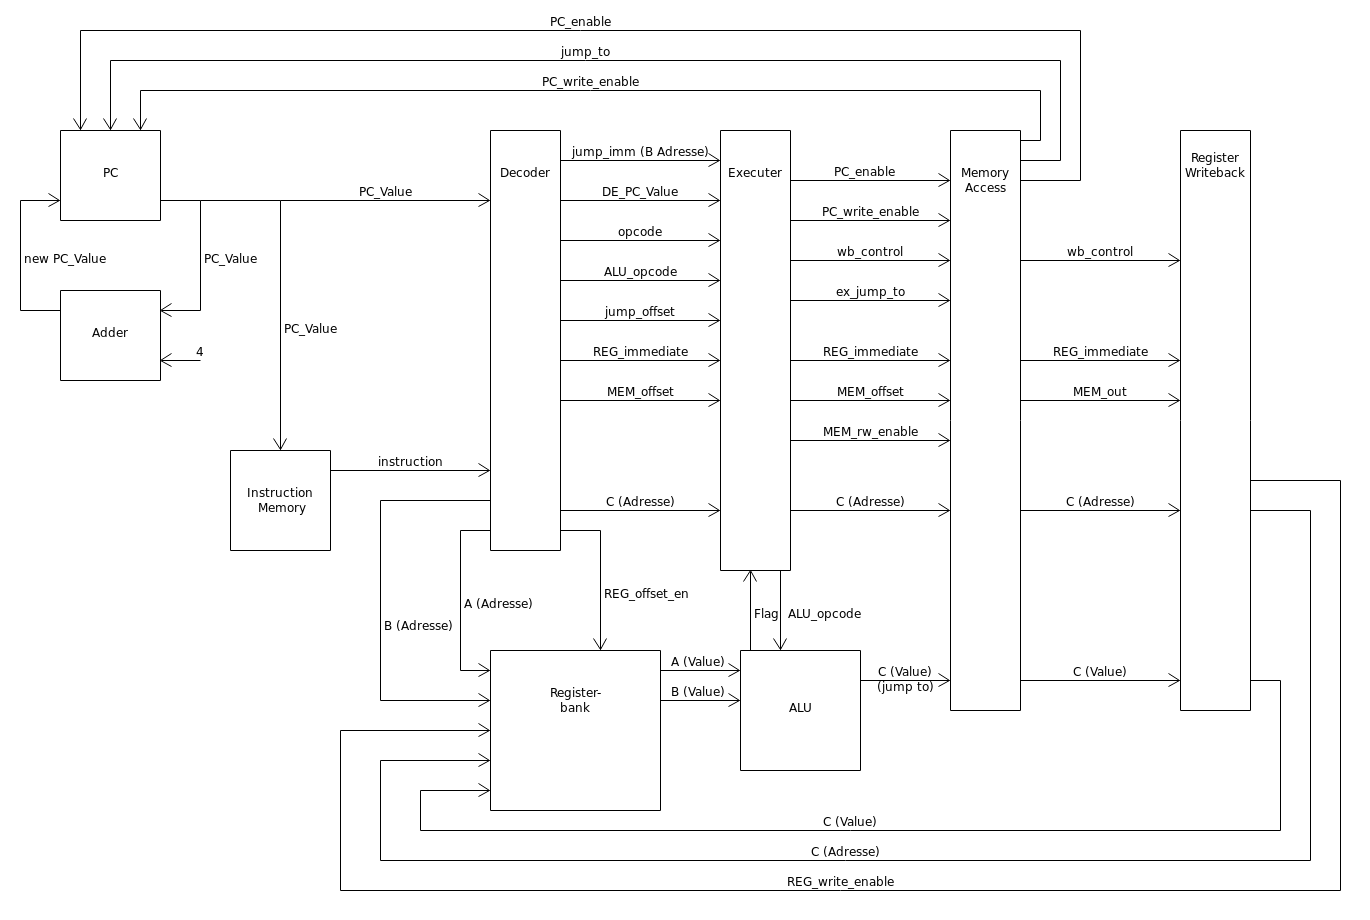 PC_enable
jump_to
PC_write_enable
PC
Decoder
Executer
Memory
Access
Register
Writeback
jump_imm (B Adresse)
PC_enable
PC_Value
DE_PC_Value
PC_write_enable
opcode
new PC_Value
PC_Value
wb_control
wb_control
ALU_opcode
ex_jump_to
jump_offset
Adder
PC_Value
4
REG_immediate
REG_immediate
REG_immediate
MEM_offset
MEM_offset
MEM_out
MEM_rw_enable
instruction
Instruction
Memory
C (Adresse)
C (Adresse)
C (Adresse)
REG_offset_en
A (Adresse)
B (Adresse)
Flag
ALU_opcode
A (Value)
B (Value)
C (Value)
(jump to)
C (Value)
Register-
bank
ALU
C (Value)
C (Adresse)
REG_write_enable